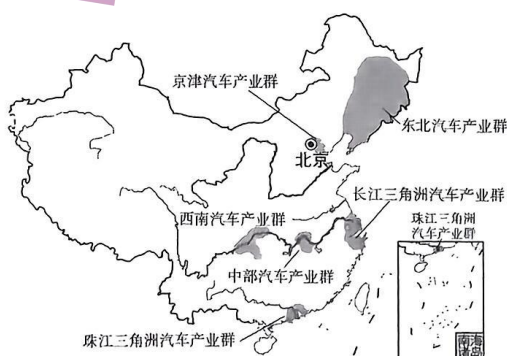 京津汽车产业群
东北汽车产业群
北京
长江三角洲汽车产业群
西南汽车产业群
珠江三角洲
汽车产业群
中部汽车产业群
珠江三角洲汽车产业群
南海
诸岛